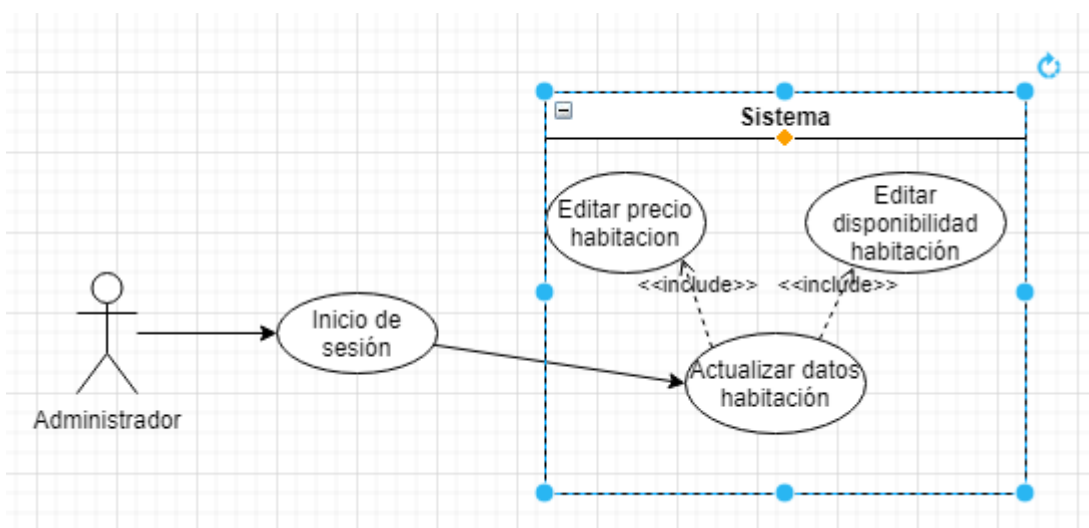 Sistema
Editar precio
habitacion
Editar
disponibilidad
habitación
<<include>>
<<include>>
Inicio de
sesión
Actualizar datos
habitación
Administrador